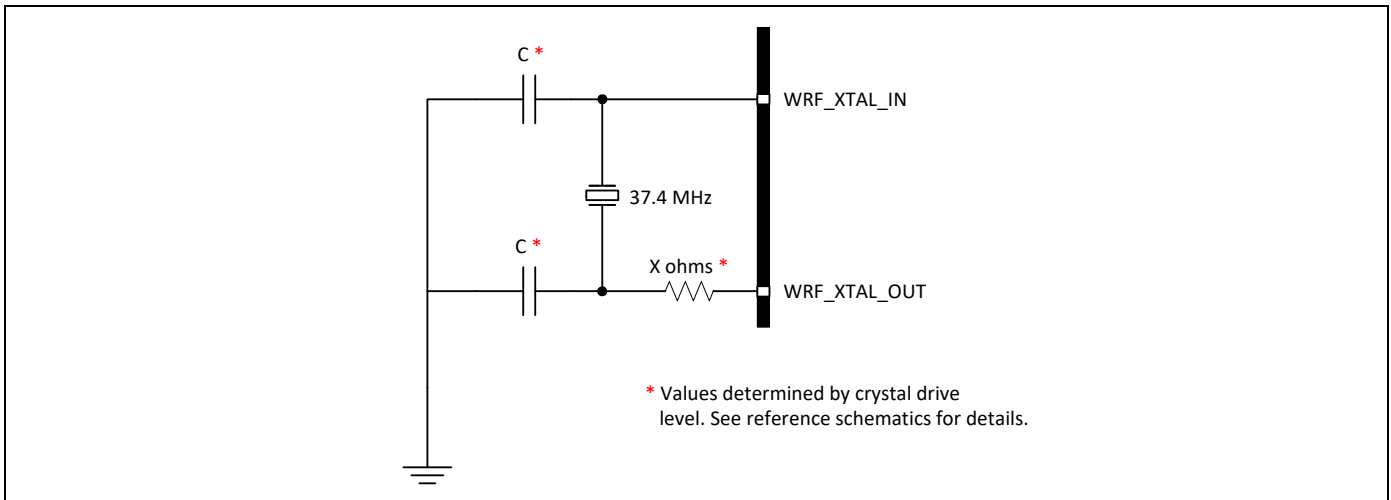 C *
WRF_XTAL_IN
37.4 MHz
C *
X ohms *
WRF_XTAL_OUT
* Values determined by crystal drive
level. See reference schematics for details.